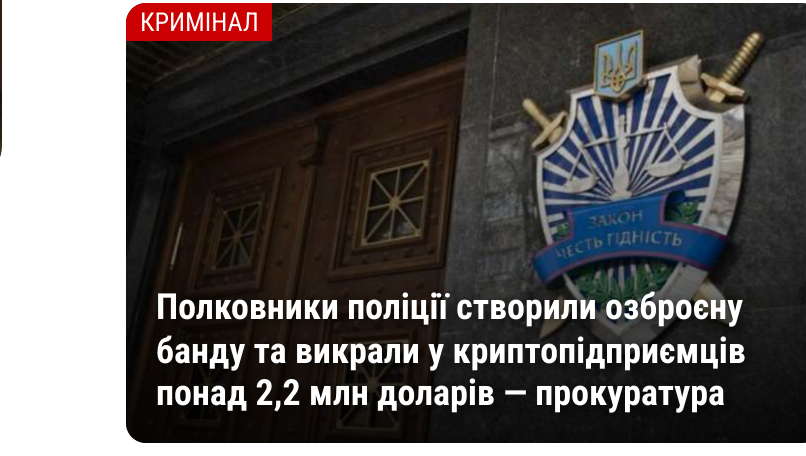 КРИМІНАЛ
ЗАКОН
ЧЕСТЬ ГІДНІСТЬ
Полковники поліції створили озброєну
банду та викрали у криптопідприємців
понад 2,2 млн доларів — прокуратура